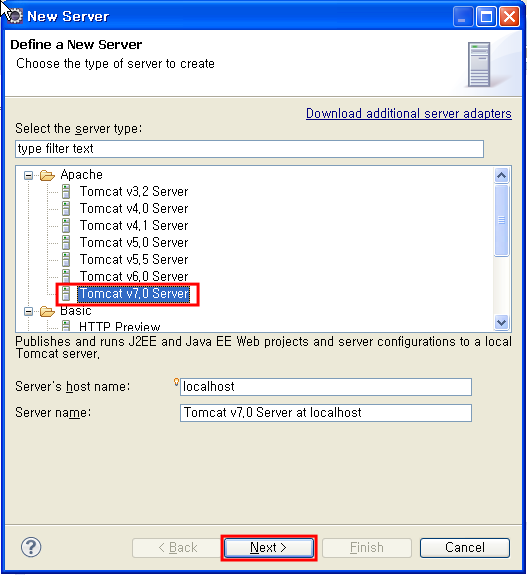 New Server
Define a New Server
Choose the type of server to create
Download additional server adapters
Select the server type:
type filter text
Apache
Tomcat v3,2 Server
Tomcat v4,0 Server
Tomcat v4,1 Server
Tomcat v5,0 Server
Tomcat v5,5 Server
Tomcat v6,0 Server
Tomcat v7,0 Server
Basic
HTTP Preview
Publishes and runs J2EE and Java EE Web projects and server configurations to a local
Tomcat server,
Server's host name: localhost
Server name: Tomcat v7,0 Server at localhost
? < Back Next > Finish Cancel